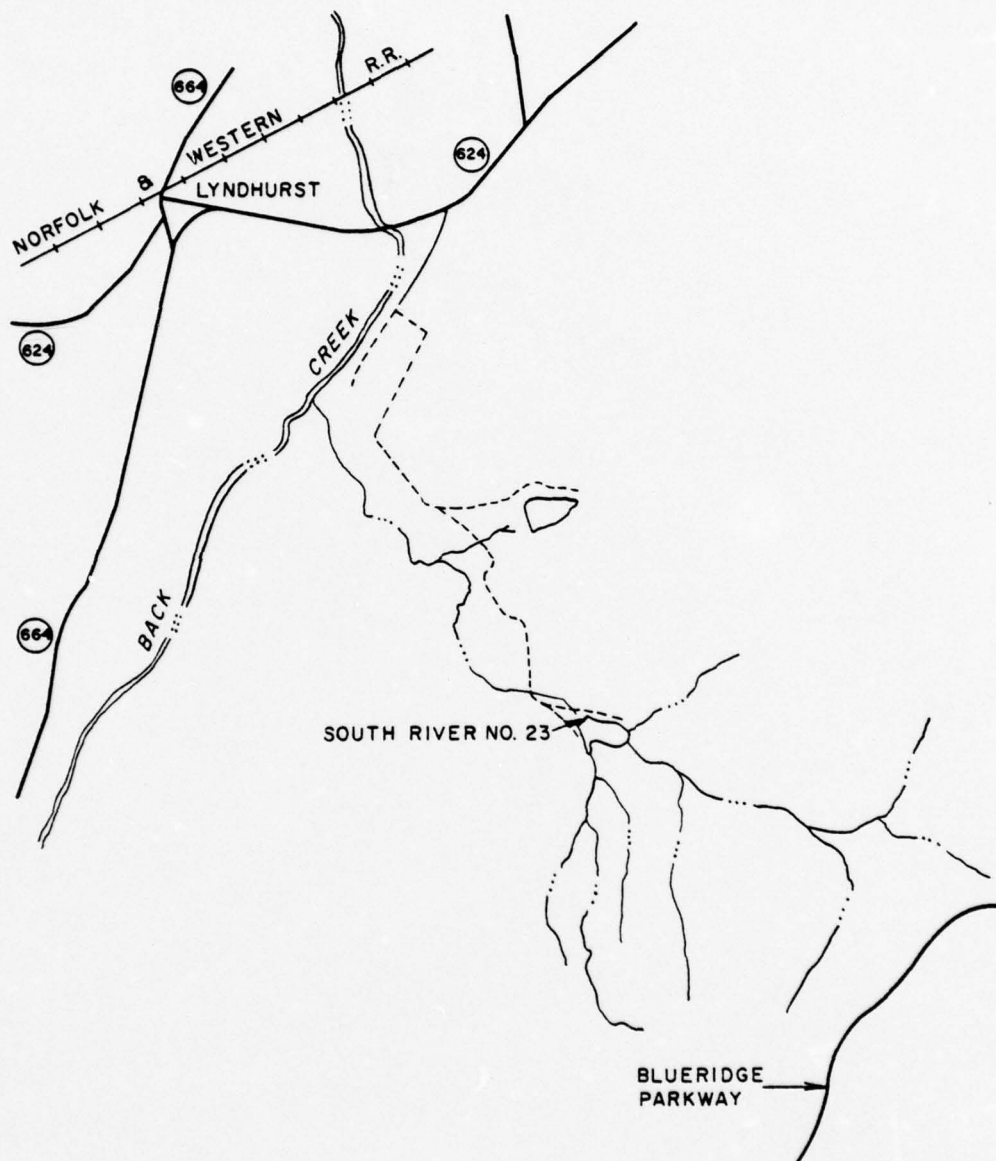 664
NORFOLK & WESTERN R.R.
LYNDHURST
624
624
CREEK
BACK
664
SOUTH RIVER NO. 23
BLUERIDGE
PARKWAY